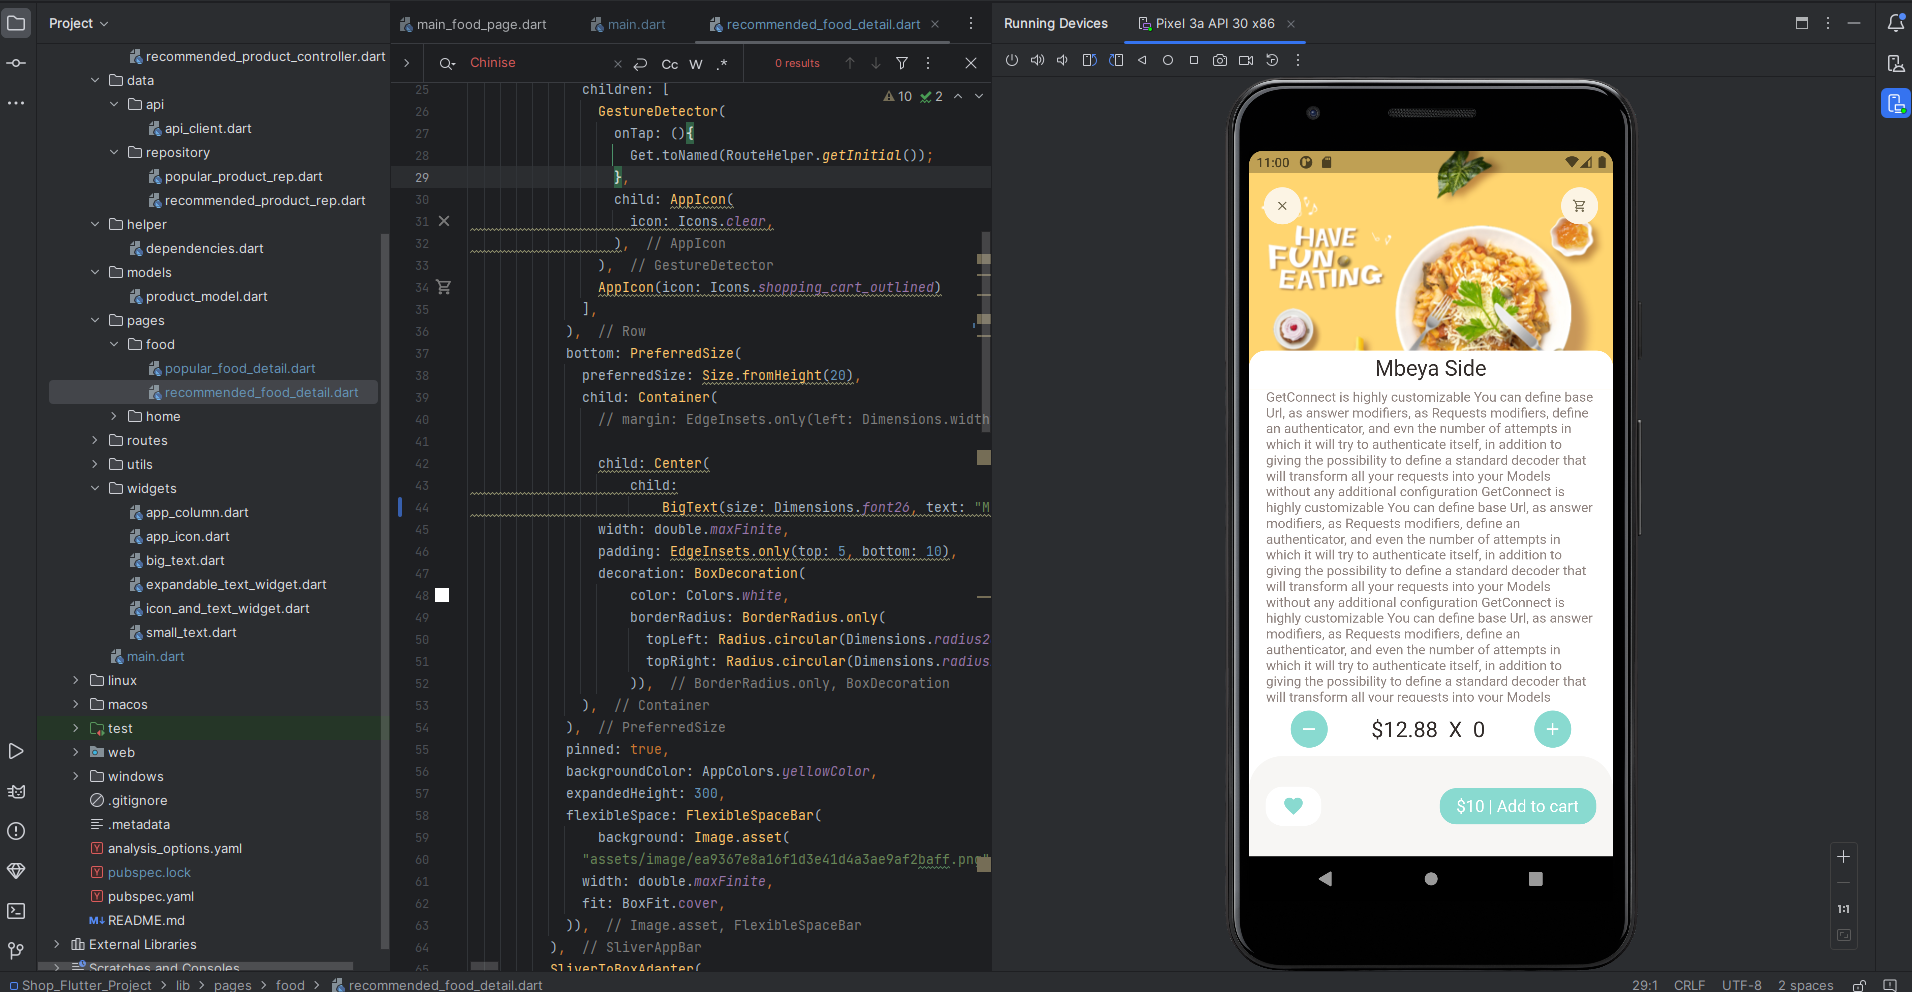 Project
main_food_page.dart
main.dart
recommended_food_detail.dart
Running Devices
Pixel 3a API 30 x86
recommended_product_controller.dart
data
api
api_client.dart
repository
popular_product_rep.dart
recommended_product_rep.dart
helper
dependencies.dart
models
product_model.dart
pages
food
popular_food_detail.dart
recommended_food_detail.dart
home
routes
utils
widgets
app_column.dart
app_icon.dart
big_text.dart
expandable_text_widget.dart
icon_and_text_widget.dart
small_text.dart
main.dart
linux
macos
test
web
windows
.gitignore
.metadata
analysis_options.yaml
pubspec.lock
pubspec.yaml
M↓ README.md
External Libraries
Scratches and Consoles
Chinise
Cc W .*
0 results
10 2
25 children: [
26 GestureDetector(
27 onTap: (){
28 Get.toNamed(RouteHelper.getInitial());
29 },
30 child: AppIcon(
31 icon: Icons.clear,
32 ), // AppIcon
33 ), // GestureDetector
34 AppIcon(icon: Icons.shopping_cart_outlined)
35 ],
36 ), // Row
37 bottom: PreferredSize(
38 preferredSize: Size.fromHeight(20),
39 child: Container(
40 // margin: EdgeInsets.only(left: Dimensions.width
41
42 child: Center(
43 child:
44 BigText(size: Dimensions.font26, text: "M
45 width: double.maxFinite,
46 padding: EdgeInsets.only(top: 5, bottom: 10),
47 decoration: BoxDecoration(
48 color: Colors.white,
49 borderRadius: BorderRadius.only(
50 topLeft: Radius.circular(Dimensions.radius2
51 topRight: Radius.circular(Dimensions.radius
52 )), // BorderRadius.only, BoxDecoration
53 ), // Container
54 ), // PreferredSize
55 pinned: true,
56 backgroundColor: AppColors.yellowColor,
57 expandedHeight: 300,
58 flexibleSpace: FlexibleSpaceBar(
59 background: Image.asset(
60 "assets/image/ea9367e8a16f1d3e41d4a3ae9af2baff.png"
61 width: double.maxFinite,
62 fit: BoxFit.cover,
63 )), // Image.asset, FlexibleSpaceBar
64 ), // SliverAppBar
65 SliverToBoxAdapter(
11:00
HAVE
FUN
EATING
Mbeya Side
GetConnect is highly customizable You can define base
Url, as answer modifiers, as Requests modifiers, define
an authenticator, and evn the number of attempts in
which it will try to authenticate itself, in addition to
giving the possibility to define a standard decoder that
will transform all your requests into your Models
without any additional configuration GetConnect is
highly customizable You can define base Url, as answer
modifiers, as Requests modifiers, define an
authenticator, and even the number of attempts in
which it will try to authenticate itself, in addition to
giving the possibility to define a standard decoder that
will transform all your requests into your Models
without any additional configuration GetConnect is
highly customizable You can define base Url, as answer
modifiers, as Requests modifiers, define an
authenticator, and even the number of attempts in
which it will try to authenticate itself, in addition to
giving the possibility to define a standard decoder that
will transform all your requests into your Models
$12.88 X 0
$10 | Add to cart
1:1
Shop_Flutter_Project > lib > pages > food > recommended_food_detail.dart
29:1 CRLF UTF-8 2 spaces